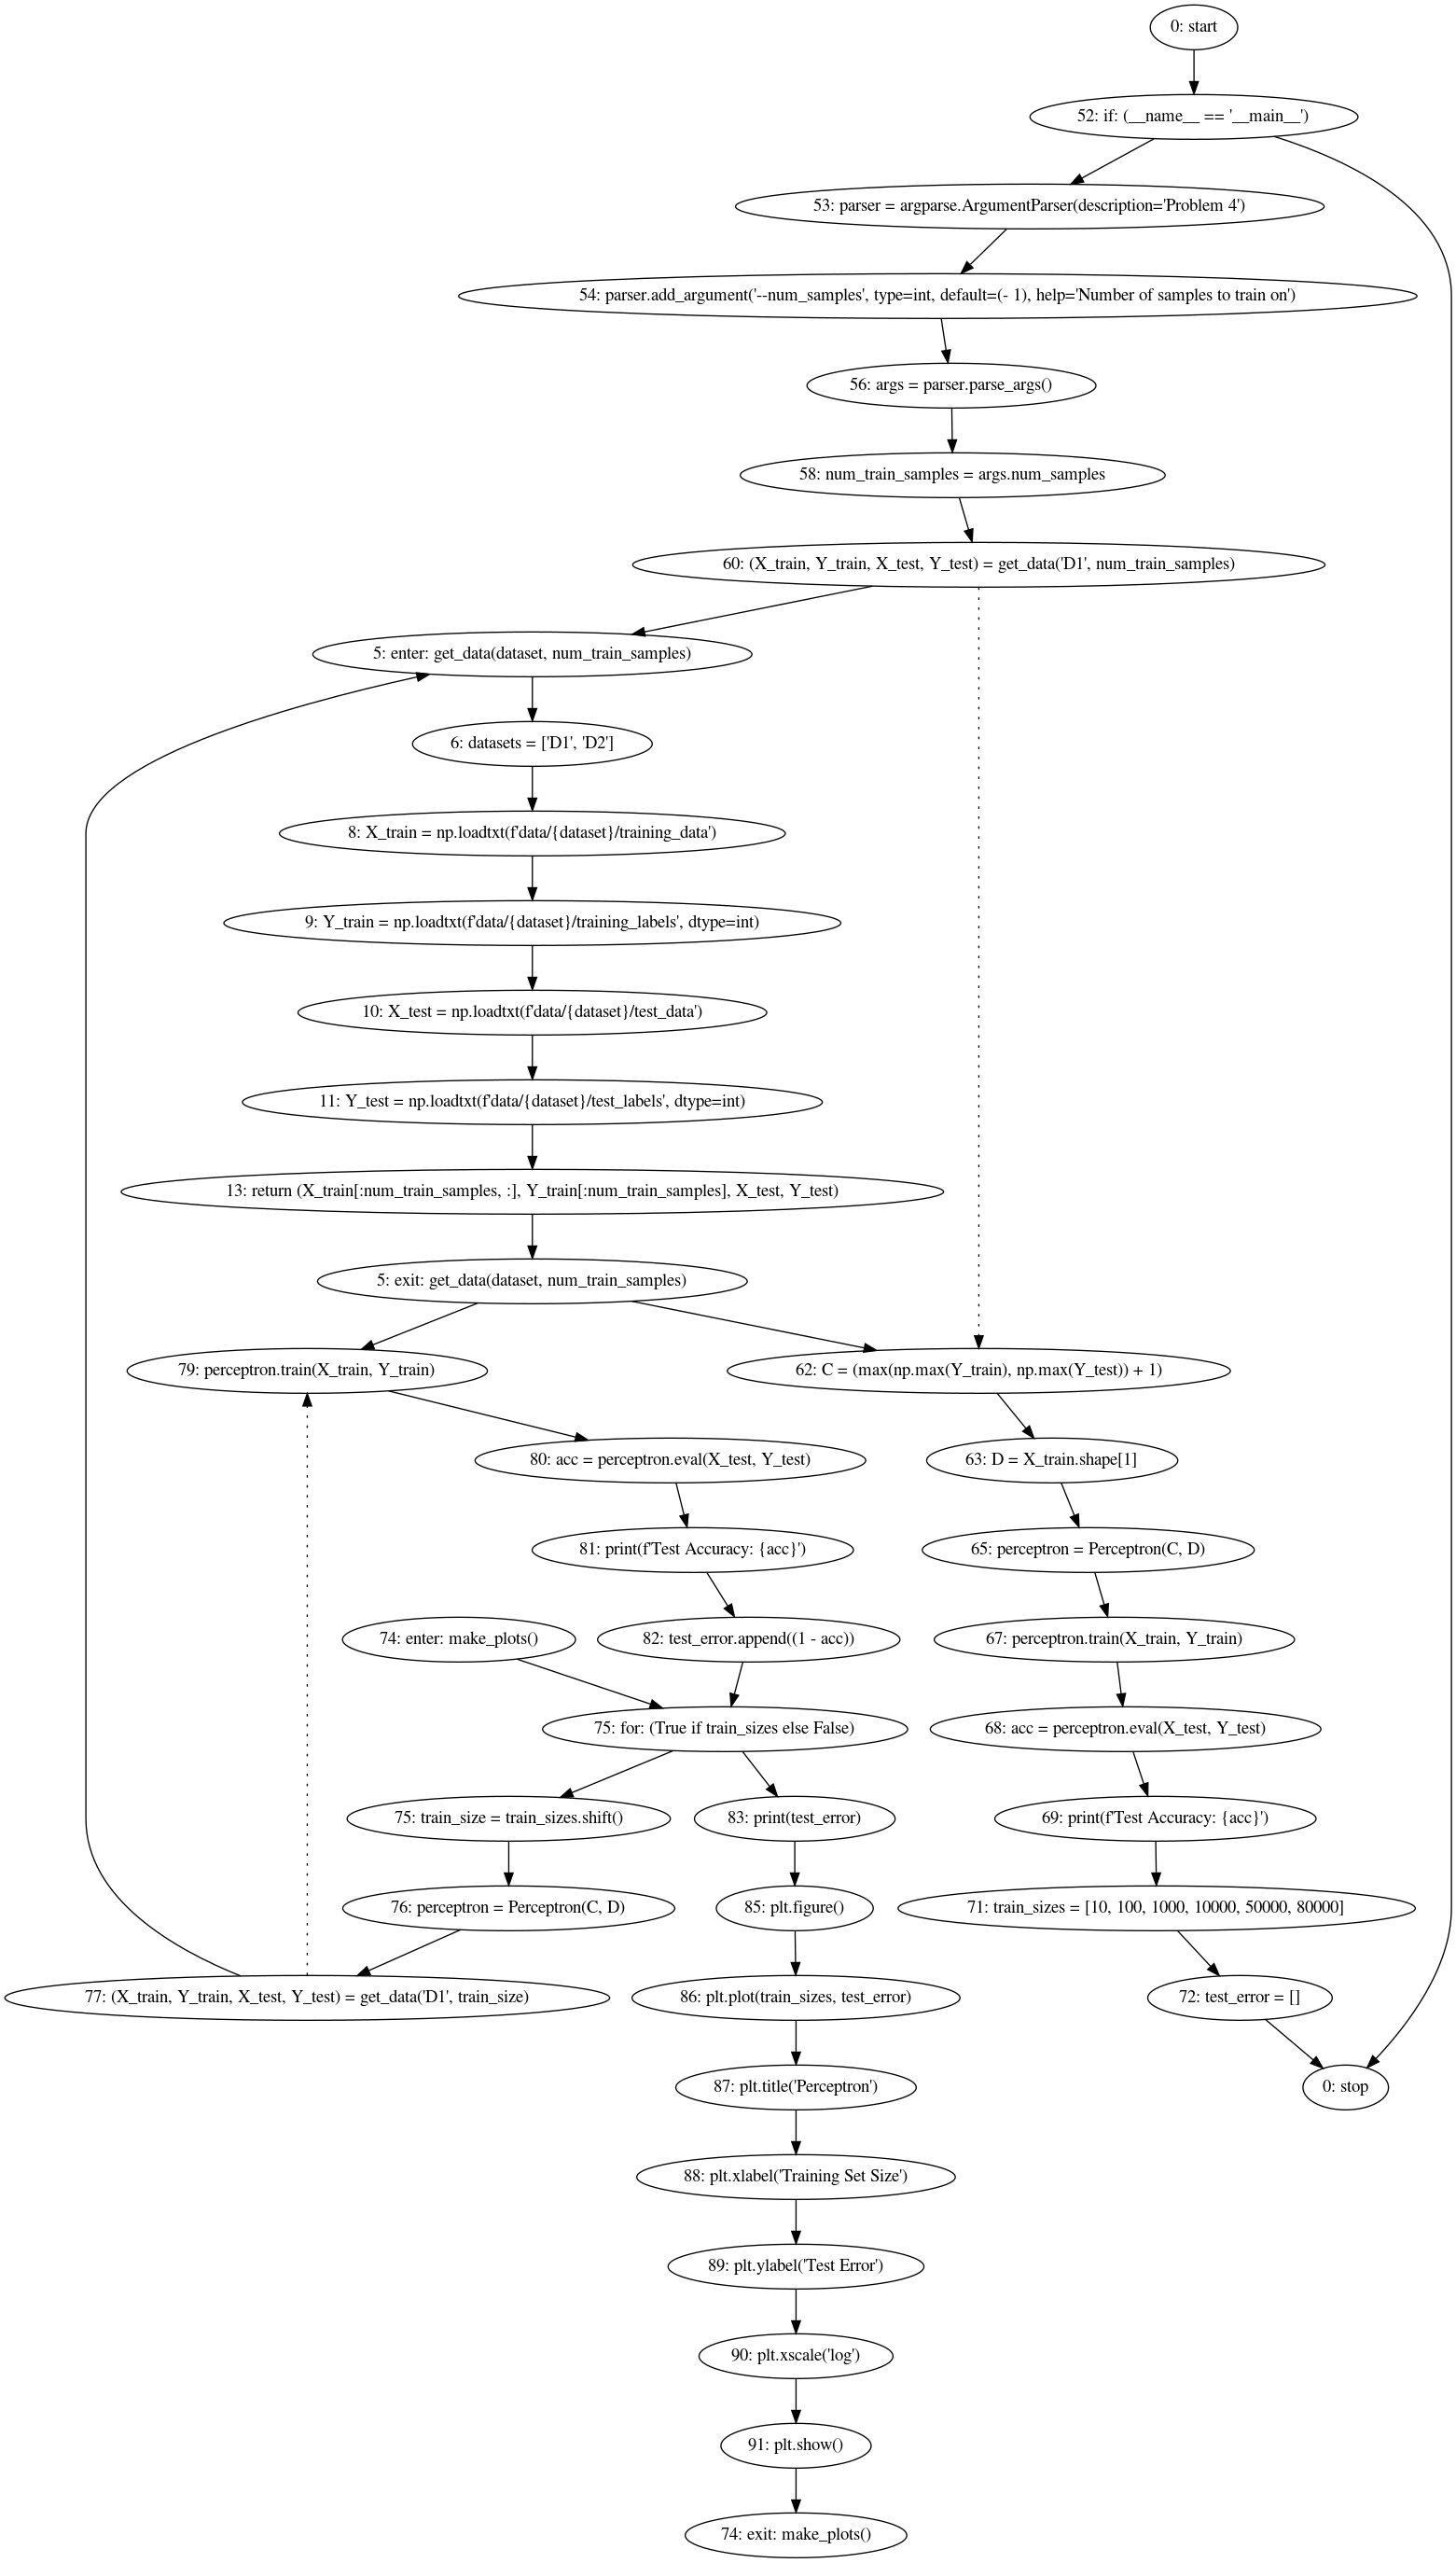 0: start
52: if: (__name__ == '__main__')
53: parser = argparse.ArgumentParser(description='Problem 4')
54: parser.add_argument('--num_samples', type=int, default=(- 1), help='Number of samples to train on')
56: args = parser.parse_args()
58: num_train_samples = args.num_samples
60: (X_train, Y_train, X_test, Y_test) = get_data('D1', num_train_samples)
5: enter: get_data(dataset, num_train_samples)
6: datasets = ['D1', 'D2']
8: X_train = np.loadtxt(f'data/{dataset}/training_data')
9: Y_train = np.loadtxt(f'data/{dataset}/training_labels', dtype=int)
10: X_test = np.loadtxt(f'data/{dataset}/test_data')
11: Y_test = np.loadtxt(f'data/{dataset}/test_labels', dtype=int)
13: return (X_train[:num_train_samples, :], Y_train[:num_train_samples], X_test, Y_test)
5: exit: get_data(dataset, num_train_samples)
79: perceptron.train(X_train, Y_train)
62: C = (max(np.max(Y_train), np.max(Y_test)) + 1)
80: acc = perceptron.eval(X_test, Y_test)
63: D = X_train.shape[1]
81: print(f'Test Accuracy: {acc}')
65: perceptron = Perceptron(C, D)
74: enter: make_plots()
82: test_error.append((1 - acc))
67: perceptron.train(X_train, Y_train)
75: for: (True if train_sizes else False)
68: acc = perceptron.eval(X_test, Y_test)
75: train_size = train_sizes.shift()
83: print(test_error)
69: print(f'Test Accuracy: {acc}')
76: perceptron = Perceptron(C, D)
85: plt.figure()
71: train_sizes = [10, 100, 1000, 10000, 50000, 80000]
77: (X_train, Y_train, X_test, Y_test) = get_data('D1', train_size)
86: plt.plot(train_sizes, test_error)
72: test_error = []
87: plt.title('Perceptron')
0: stop
88: plt.xlabel('Training Set Size')
89: plt.ylabel('Test Error')
90: plt.xscale('log')
91: plt.show()
74: exit: make_plots()